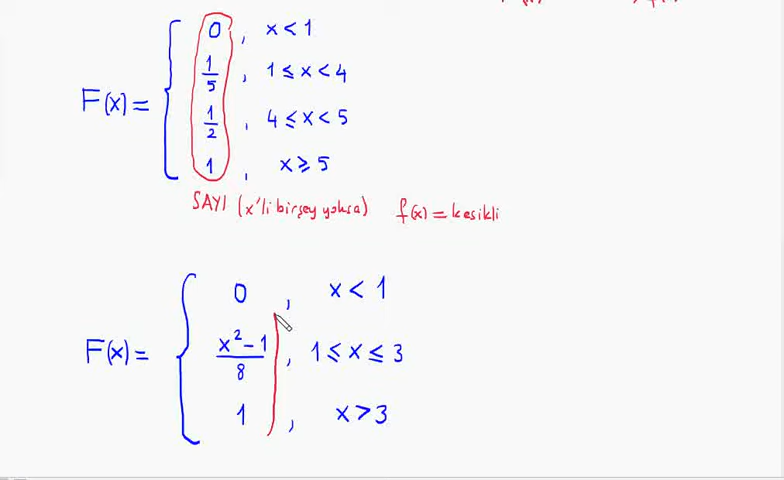 F(x) = { 0 , x < 1
1/5 , 1 ≤ x < 4
1/2 , 4 ≤ x < 5
1 , x ≥ 5
SAYI (x'li birşey yoksa) f(x) = kesikli
F(x) = { 0 , x < 1
x² - 1 / 8 , 1 ≤ x ≤ 3
1 , x > 3